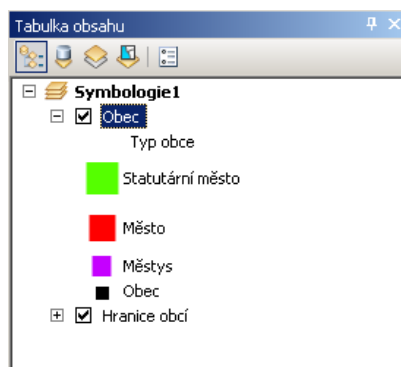 Tabulka obsahu
Symbologie1
Obec
Typ obce
Statutární město
Město
Městys
Obec
Hranice obcí